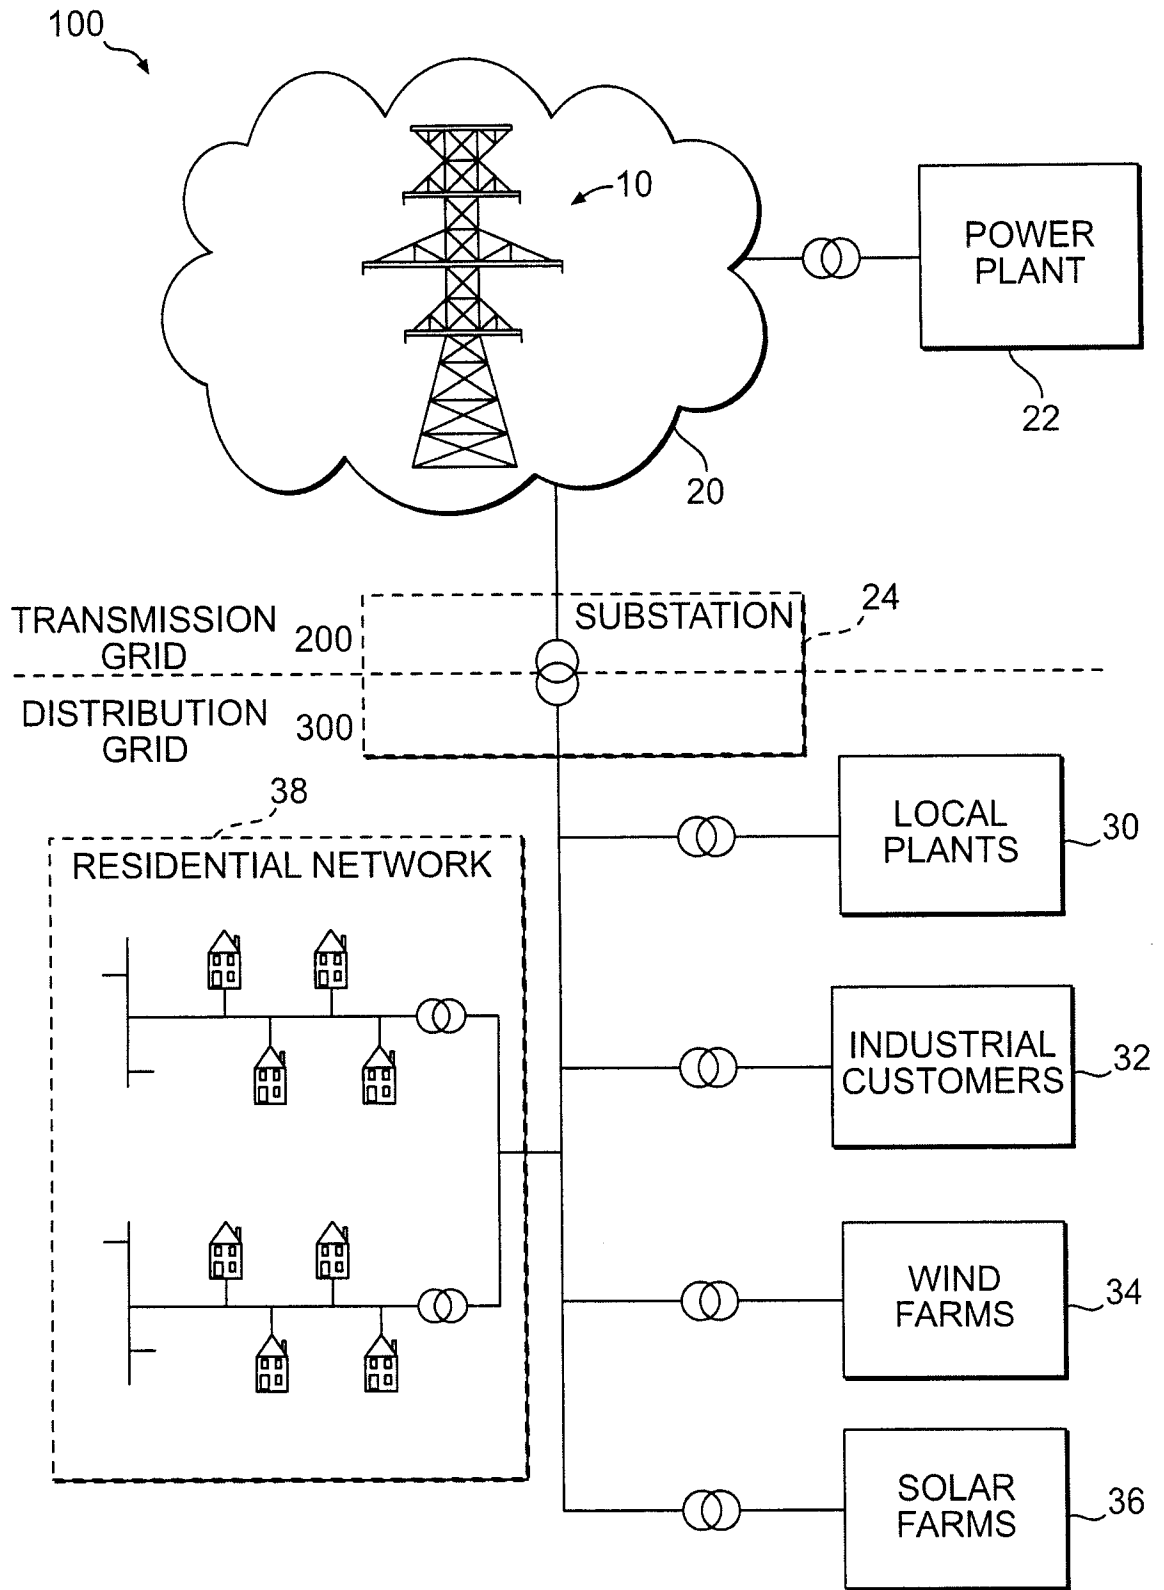 100
10
POWER
PLANT
22
20
TRANSMISSION
GRID
200
SUBSTATION
24
DISTRIBUTION
GRID
300
38
RESIDENTIAL NETWORK
LOCAL
PLANTS
30
INDUSTRIAL
CUSTOMERS
32
WIND
FARMS
34
SOLAR
FARMS
36